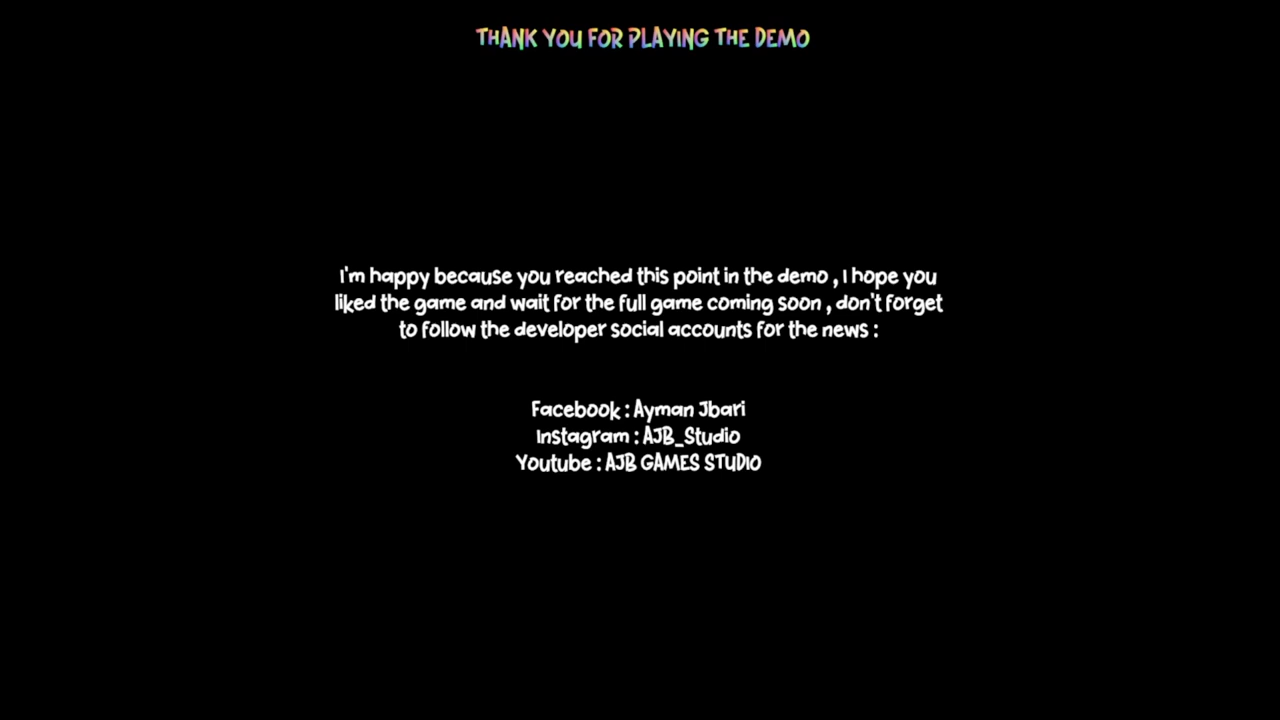 THANK YOU FOR PLAYING THE DEMO
I'm happy because you reached this point in the demo , I hope you
liked the game and wait for the full game coming soon , don't forget
to follow the developer social accounts for the news :
Facebook : Ayman Jbari
Instagram : AJB_Studio
Youtube : AJB GAMES STUDIO